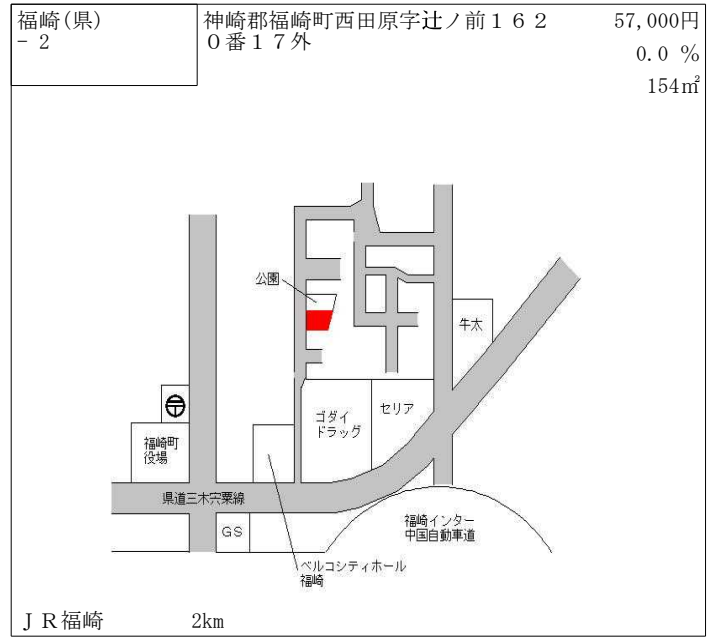 福崎(県)
- 2
神崎郡福崎町西田原字辻ノ前１６２
０番１７外
57,000円
0.0 %
154㎡
公園
牛太
セリア
ゴダイ
ドラッグ
福崎町
役場
県道三木宍粟線
GS
福崎インター
中国自動車道
ベルコシティホール
福崎
ＪＲ福崎
2km